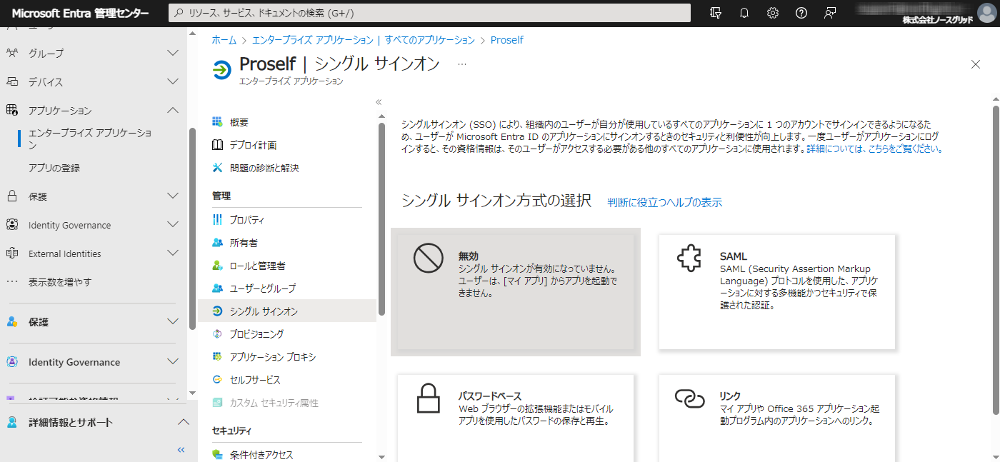 Microsoft Entra 管理センター
リソース、サービス、ドキュメントの検索 (G+/)
株式会社ノースグリッド
グループ
デバイス
アプリケーション
エンタープライズ アプリケーショ
ン
アプリの登録
保護
Identity Governance
External Identities
表示数を増やす
保護
Identity Governance
詳細情報とサポート
ホーム > エンタープライズ アプリケーション | すべてのアプリケーション > Proself
Proself | シングル サインオン
エンタープライズ アプリケーション
概要
デプロイ計画
問題の診断と解決
管理
プロパティ
所有者
ロールと管理者
ユーザーとグループ
シングル サインオン
プロビジョニング
アプリケーション プロキシ
セルフサービス
カスタム セキュリティ属性
セキュリティ
条件付きアクセス
シングルサインオン (SSO) により、組織内のユーザーが自分が使用しているすべてのアプリケーションに 1 つのアカウントでサインインできるようになるた
め、ユーザーが Microsoft Entra ID のアプリケーションにサインオンするときのセキュリティと利便性が向上します。一度ユーザーがアプリケーションにログ
インすると、その資格情報は、そのユーザーがアクセスする必要がある他のすべてのアプリケーションに使用されます。詳細については、こちらをご覧ください。
シングル サインオン方式の選択 判断に役立つヘルプの表示
無効
シングル サインオンが有効になっていません。
ユーザーは、[マイ アプリ] からアプリを起動で
きません。
SAML
SAML (Security Assertion Markup
Language) プロトコルを使用した、アプリケ
ーションに対する多機能かつセキュリティで保
護された認証。
パスワードベース
Web ブラウザーの拡張機能またはモバイル
アプリを使用したパスワードの保存と再生。
リンク
マイ アプリや Office 365 アプリケーション起
動プログラム内のアプリケーションへのリンク。